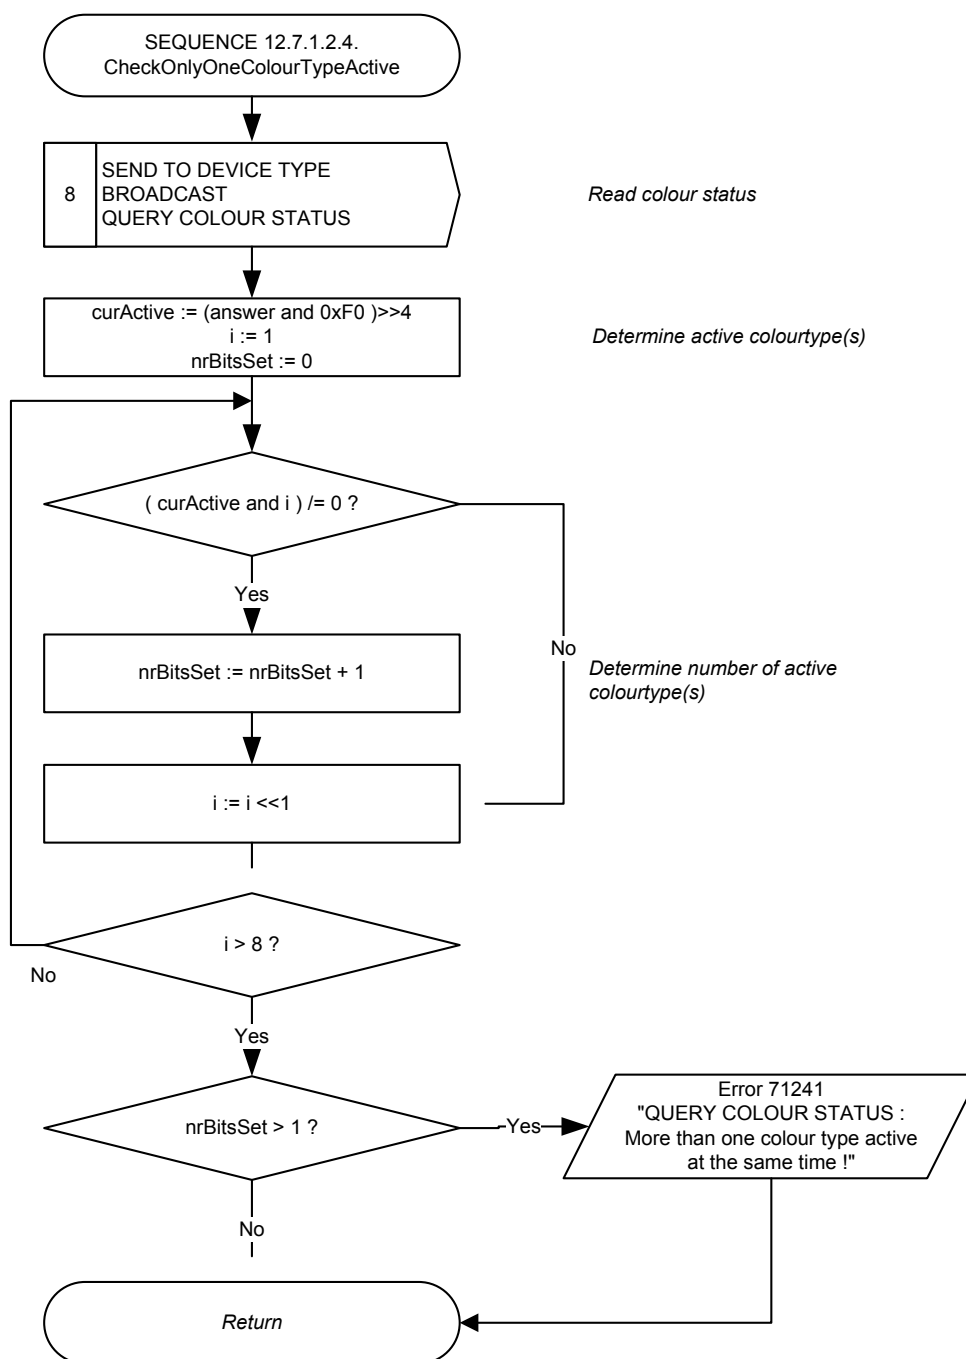 SEQUENCE 12.7.1.2.4.
CheckOnlyOneColourTypeActive
8
SEND TO DEVICE TYPE
BROADCAST
QUERY COLOUR STATUS
Read colour status
curActive := (answer and 0xF0 )>>4
i := 1
nrBitsSet := 0
Determine active colourtype(s)
( curActive and i ) /= 0 ?
Yes
No
nrBitsSet := nrBitsSet + 1
Determine number of active
colourtype(s)
i := i <<1
i > 8 ?
No
Yes
nrBitsSet > 1 ?
Yes
Error 71241
"QUERY COLOUR STATUS :
More than one colour type active
at the same time !"
No
Return